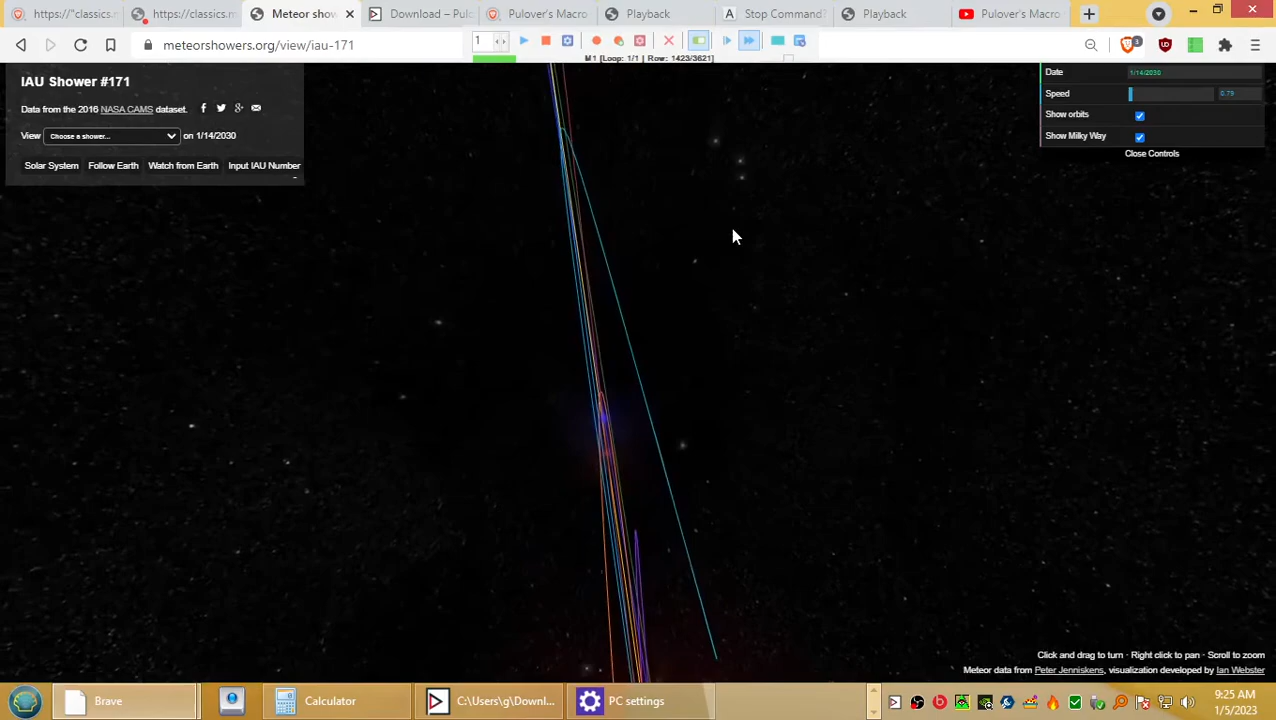 https://"classics.m
https://classics.m
Meteor show
Download – Pulo
Pulover's Macro
Playback
Stop Command?
Playback
Pulover's Macro
meteorshowers.org/view/iau-171
1
3
M1 [Loop: 1/1 | Row: 1423/3621]
IAU Shower #171
Data from the 2016 NASA CAMS dataset.
View Choose a shower... on 1/14/2030
Solar System Follow Earth Watch from Earth Input IAU Number
Date 1/14/2030
Speed 0.79
Show orbits
Show Milky Way
Close Controls
Click and drag to turn · Right click to pan · Scroll to zoom
Meteor data from Peter Jenniskens, visualization developed by Ian Webster
Brave
Calculator
C:\Users\g\Downl...
PC settings
9:25 AM
1/5/2023